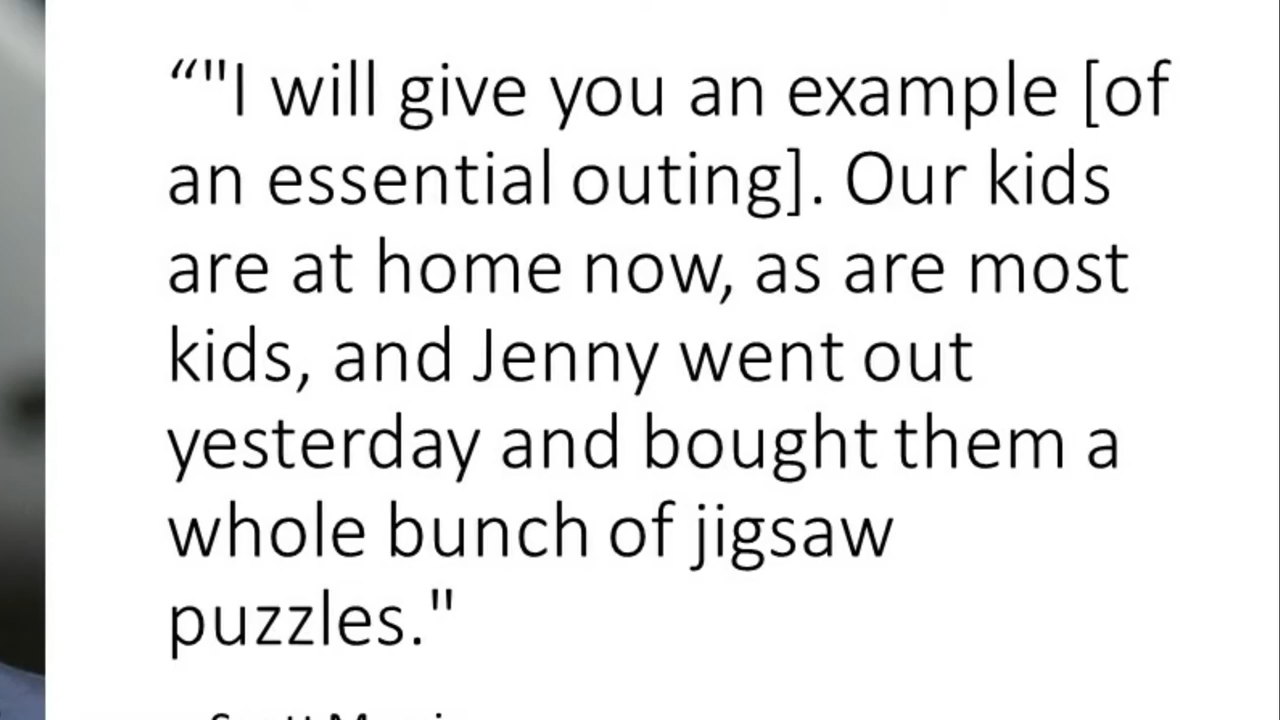 “"I will give you an example [of
an essential outing]. Our kids
are at home now, as are most
kids, and Jenny went out
yesterday and bought them a
whole bunch of jigsaw
puzzles."